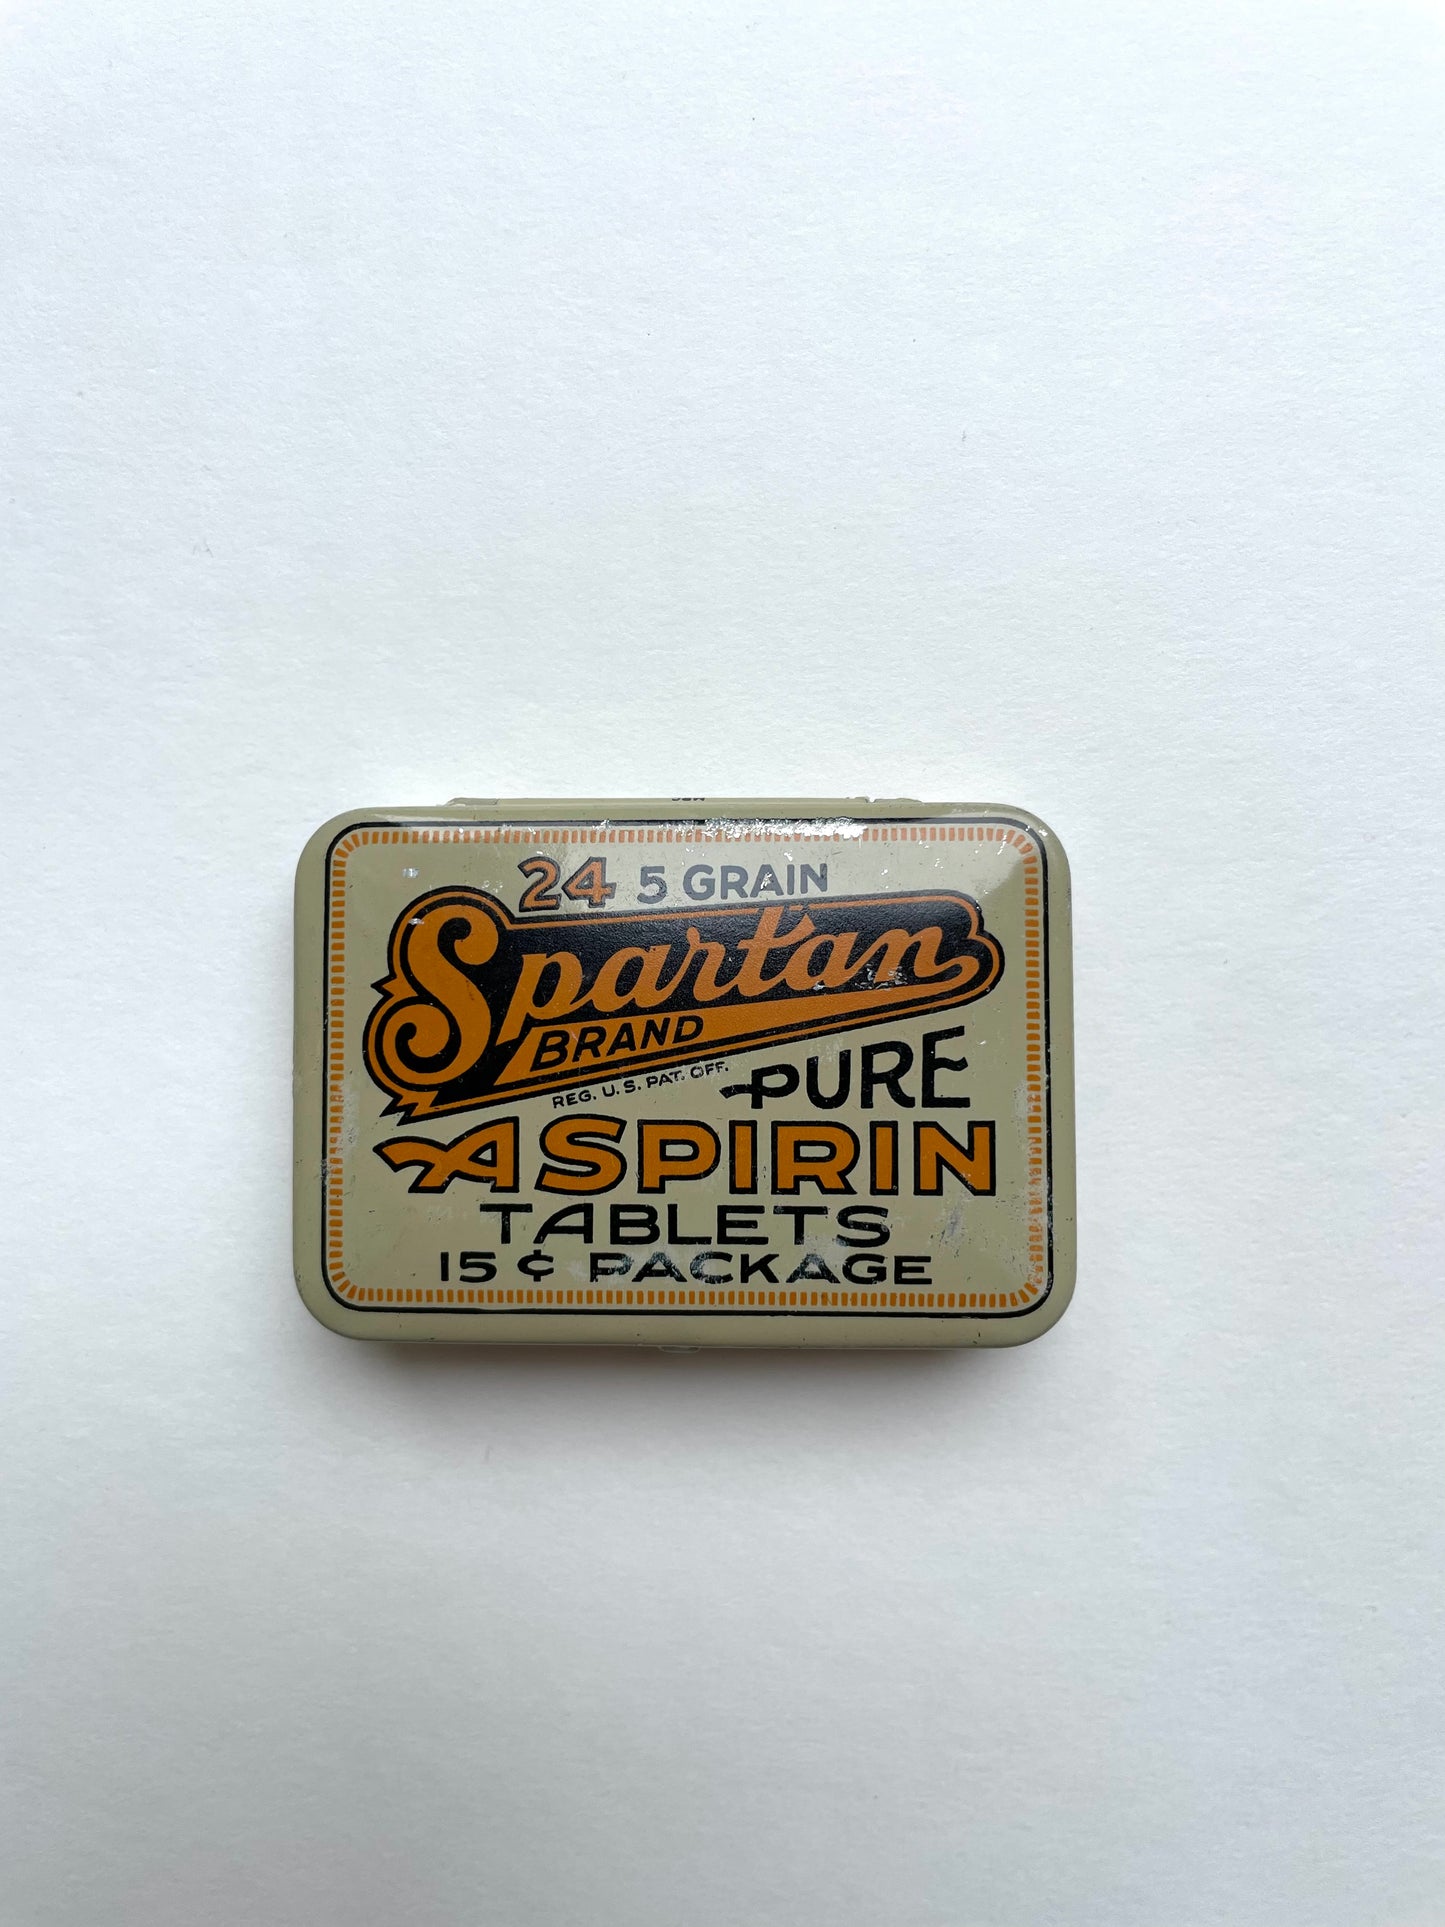 24 5 GRAIN
Spartan
BRAND
REG. U.S. PAT. OFF.
PURE
ASPIRIN
TABLETS
15 ¢ PACKAGE